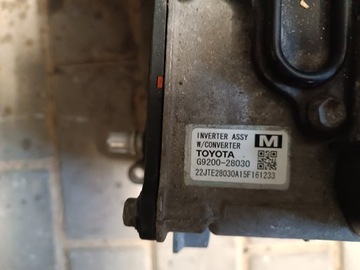 INVERTER ASSY
W/CONVERTER
M
TOYOTA
G9200-28030
22JTE28030A15F161233